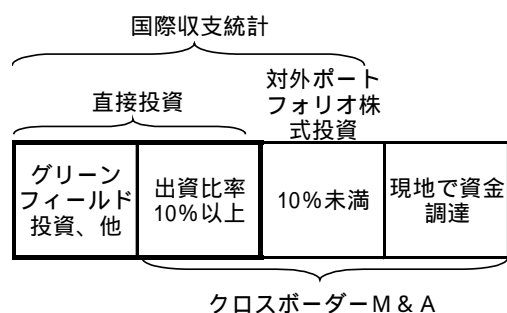 国際収支統計
直接投資
対外ポート
フォリオ株
式投資
グリーン
フィールド
投資、他
出資比率
10%以上
10%未満
現地で資金
調達
クロスボーダーM & A